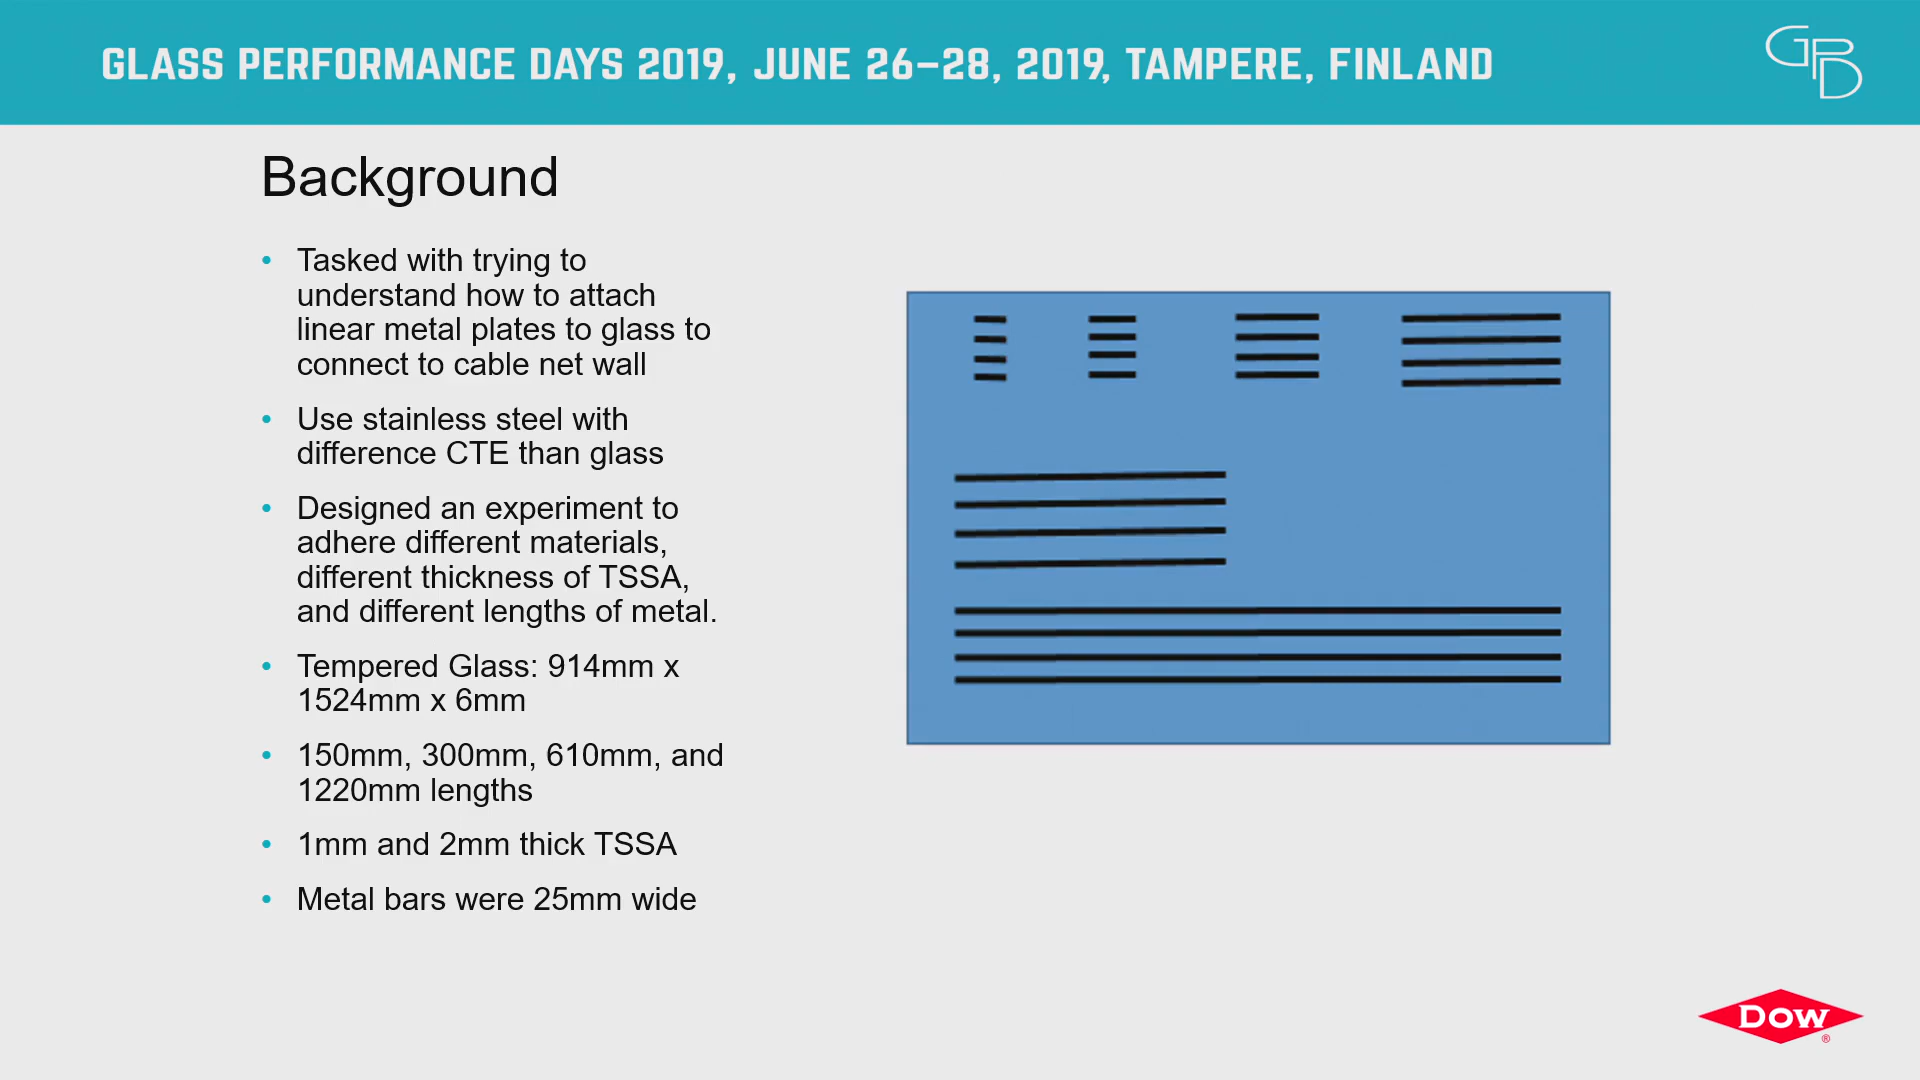 GLASS PERFORMANCE DAYS 2019, JUNE 26–28, 2019, TAMPERE, FINLAND
GPD
Background
• Tasked with trying to
understand how to attach
linear metal plates to glass to
connect to cable net wall
• Use stainless steel with
difference CTE than glass
• Designed an experiment to
adhere different materials,
different thickness of TSSA,
and different lengths of metal.
• Tempered Glass: 914mm x
1524mm x 6mm
• 150mm, 300mm, 610mm, and
1220mm lengths
• 1mm and 2mm thick TSSA
• Metal bars were 25mm wide
DOW
®